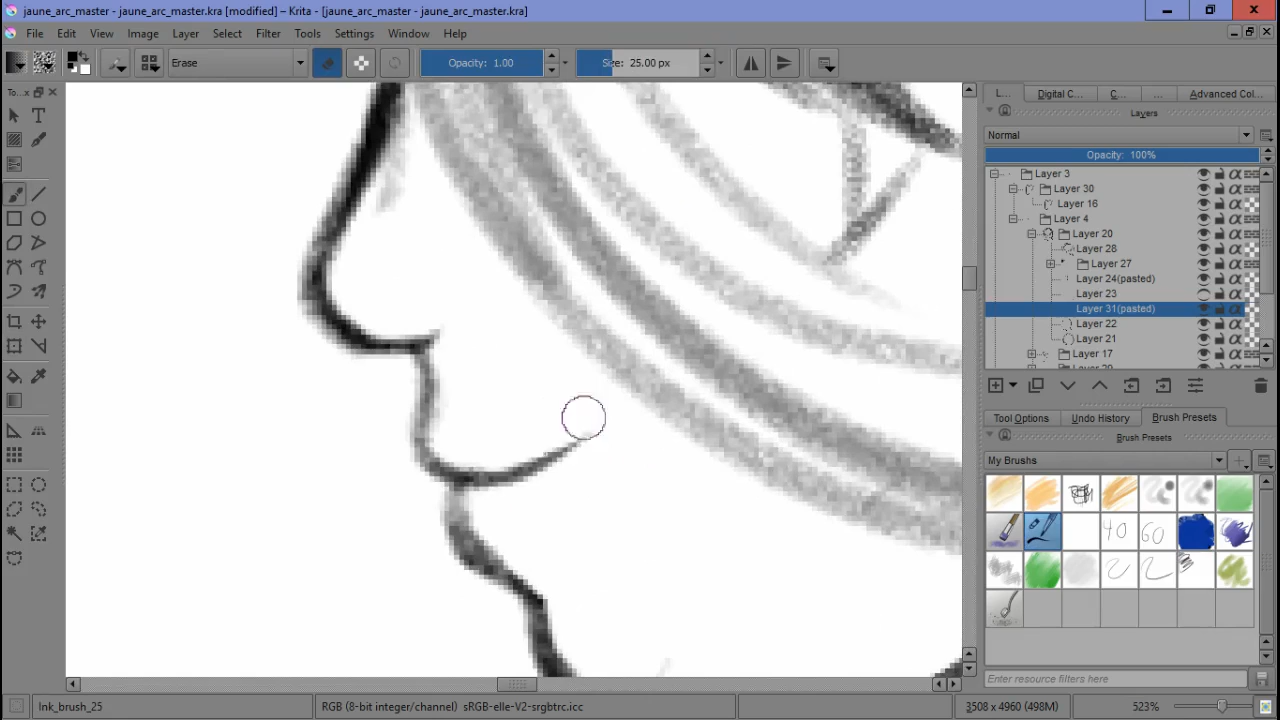 jaune_arc_master - jaune_arc_master.kra [modified] – Krita - [jaune_arc_master - jaune_arc_master.kra]
File Edit View Image Layer Select Filter Tools Settings Window Help
Erase Opacity: 1.00 Size: 25.00 px
To...x
L... Digital C... C... ... Advanced Col...
Layers
Normal
Opacity: 100%
Layer 3
Layer 30
Layer 16
Layer 4
Layer 20
Layer 28
Layer 27
Layer 24(pasted)
Layer 23
Layer 31(pasted)
Layer 22
Layer 21
Layer 17
Tool Options Undo History Brush Presets
Brush Presets
My Brushes
40 60
Enter resource filters here
Ink_brush_25 RGB (8-bit integer/channel) sRGB-elle-V2-srgbtrc.icc 3508 x 4960 (498M) 523%